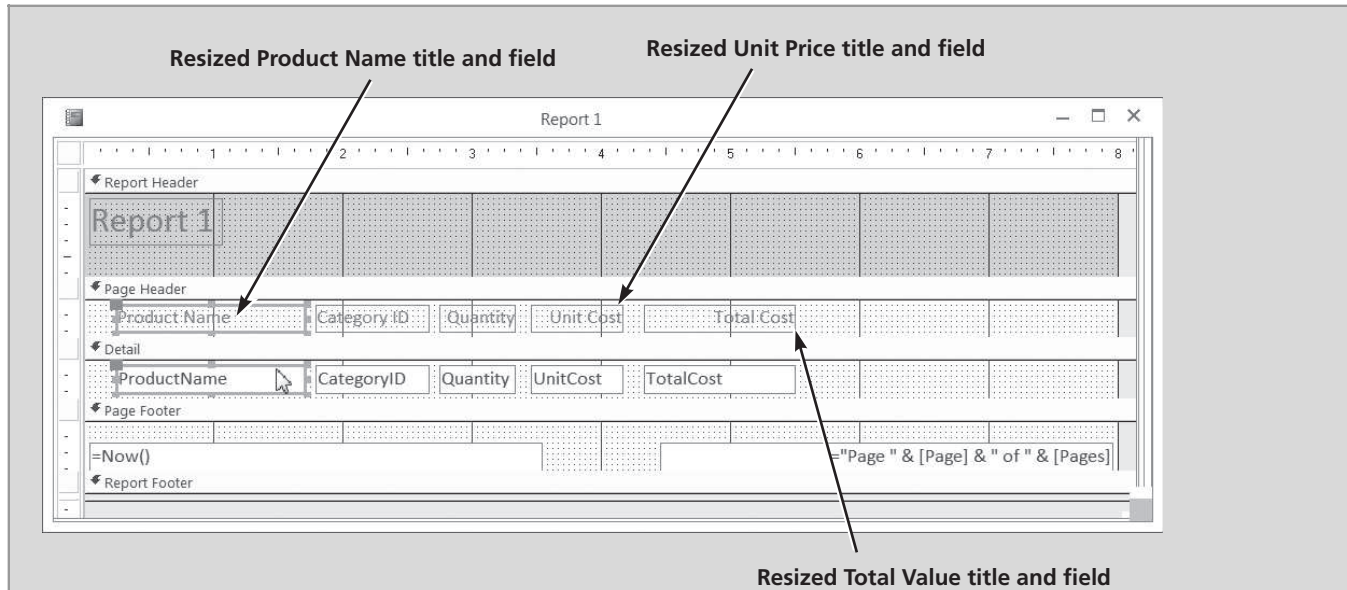 Resized Product Name title and field
Resized Unit Price title and field
Report 1
1 2 3 4 5 6 7 8
Report Header
Report 1
Page Header
Product Name Category ID Quantity Unit Cost Total Cost
Detail
ProductName CategoryID Quantity UnitCost TotalCost
Page Footer
=Now() ="Page " & [Page] & " of " & [Pages]
Report Footer
Resized Total Value title and field